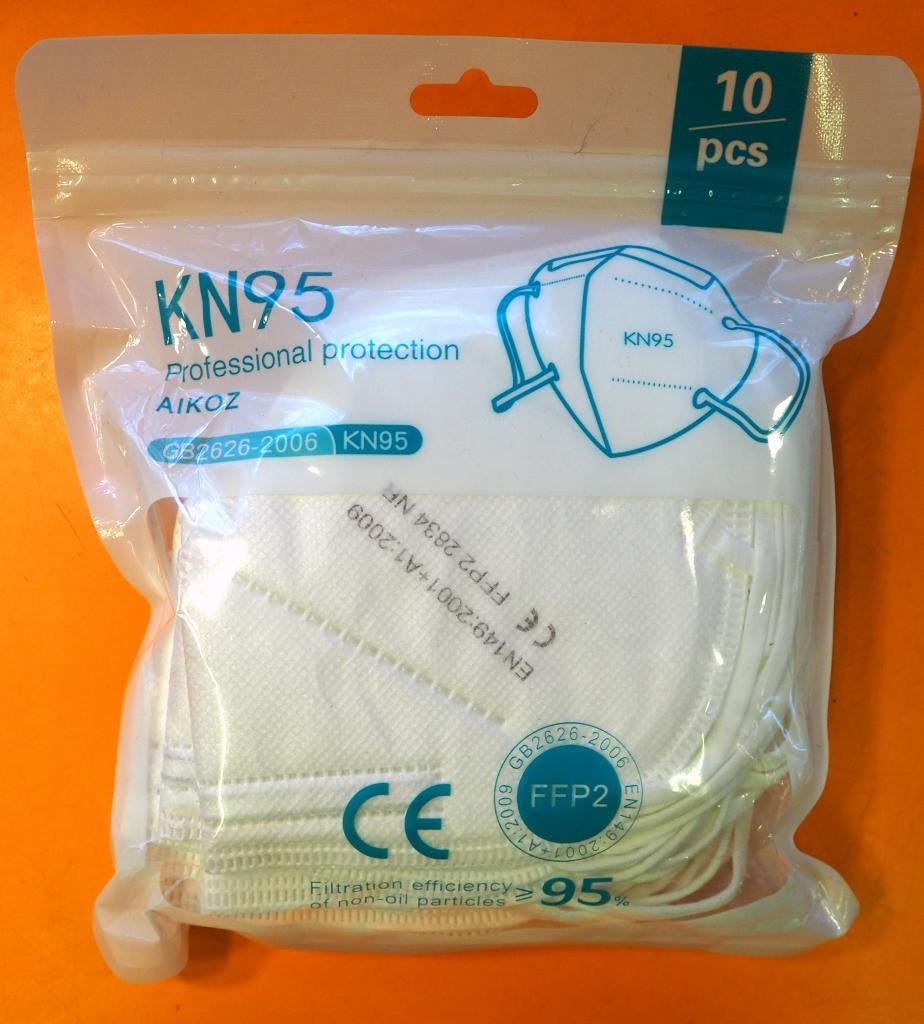 10
pcs
KN95
Professional protection
AIKOZ
GB2626-2006 KN95
KN95
EN149:2001+A1:2009
CE FFP2 2834 NR
CE
GB2626-2006 EN149:2001+A1:2009
FFP2
Filtration efficiency
of non-oil particles ≥ 95%